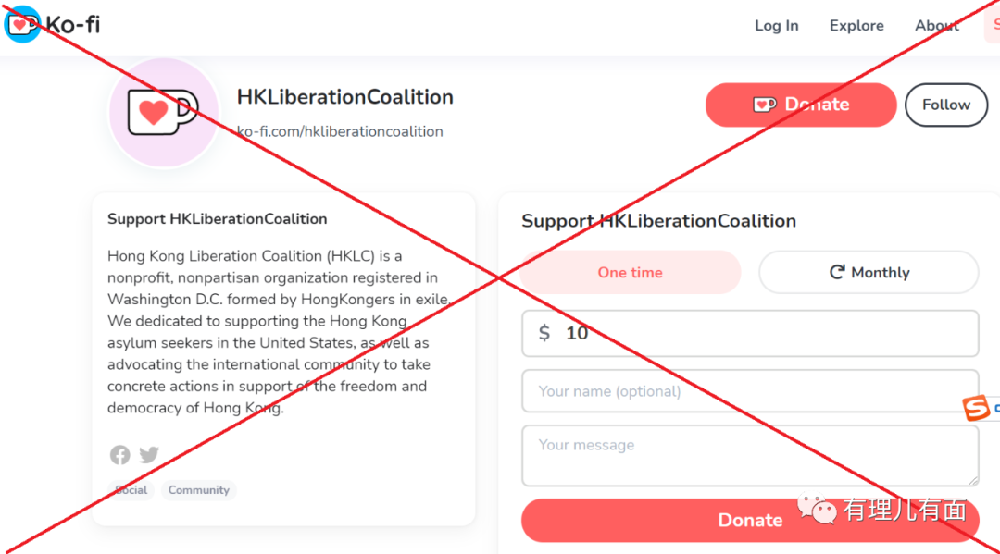 Ko-fi
Log In Explore About
HKLiberationCoalition
ko-fi.com/hkliberationcoalition
Donate
Follow
Support HKLiberationCoalition
Hong Kong Liberation Coalition (HKLC) is a
nonprofit, nonpartisan organization registered in
Washington D.C. formed by HongKongers in exile.
We dedicated to supporting the Hong Kong
asylum seekers in the United States, as well as
advocating the international community to take
concrete actions in support of the freedom and
democracy of Hong Kong.
Social Community
Support HKLiberationCoalition
One time
Monthly
$ 10
Your name (optional)
Your message
Donate
有理儿有面